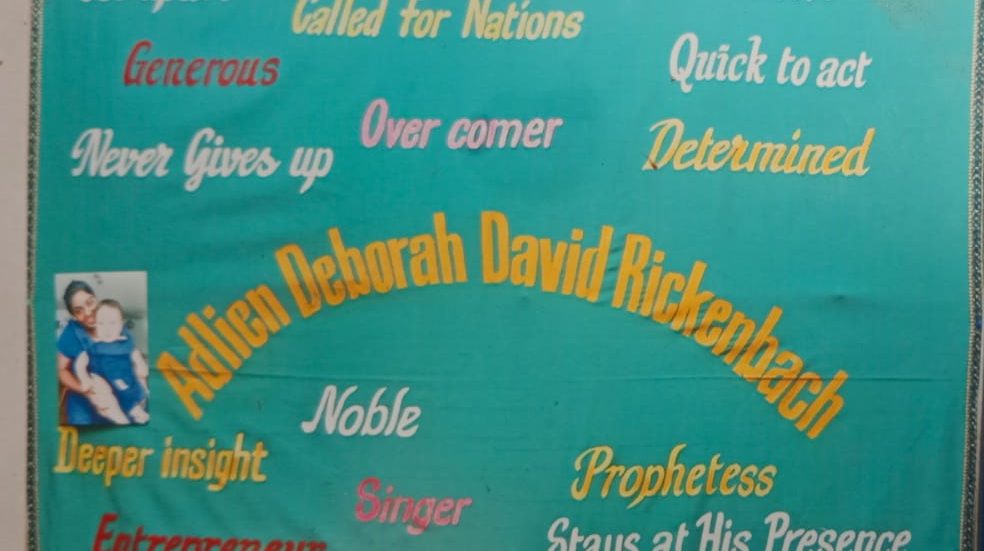 Called for Nations
Generous
Quick to act
Over comer
Never Gives up
Determined
Adlien Deborah David Rickenbach
Noble
Deeper insight
Prophetess
Singer
Stays at His Presence
Entrepreneur